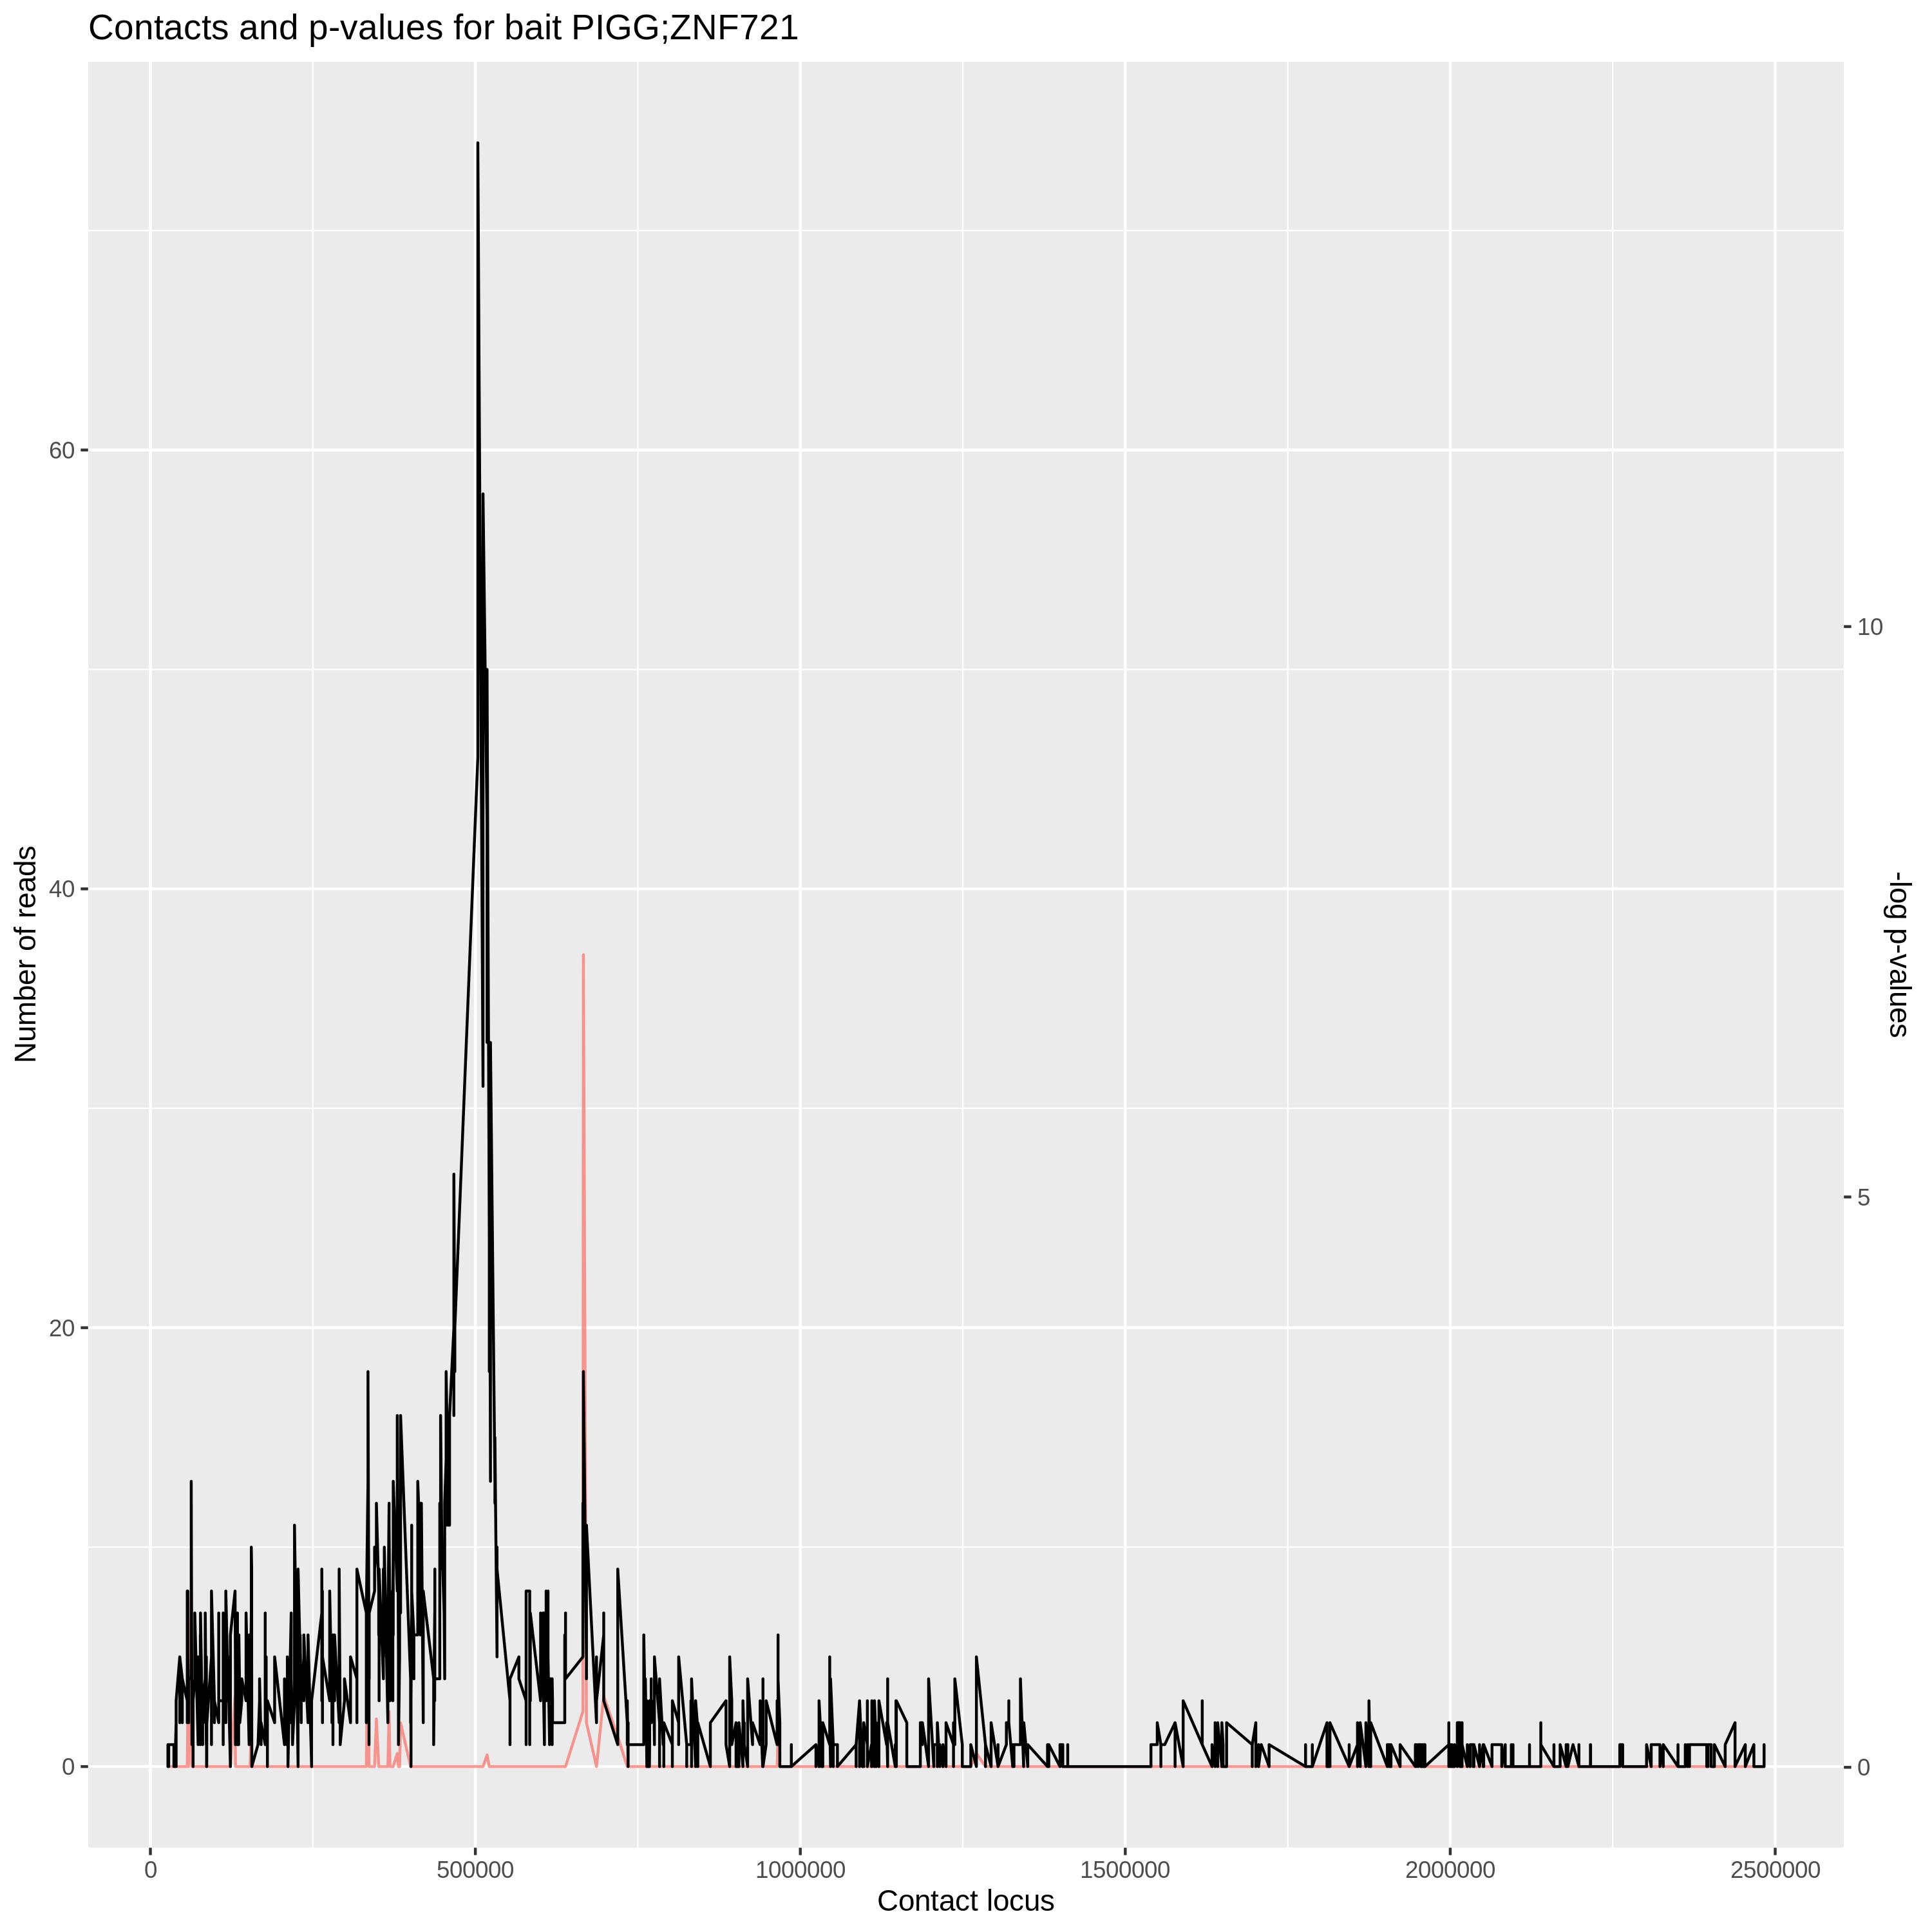 Contacts and p-values for bait PIGG;ZNF721
Number of reads
60
40
20
0
10
5
0
-log p-values
0 500000 1000000 1500000 2000000 2500000
Contact locus